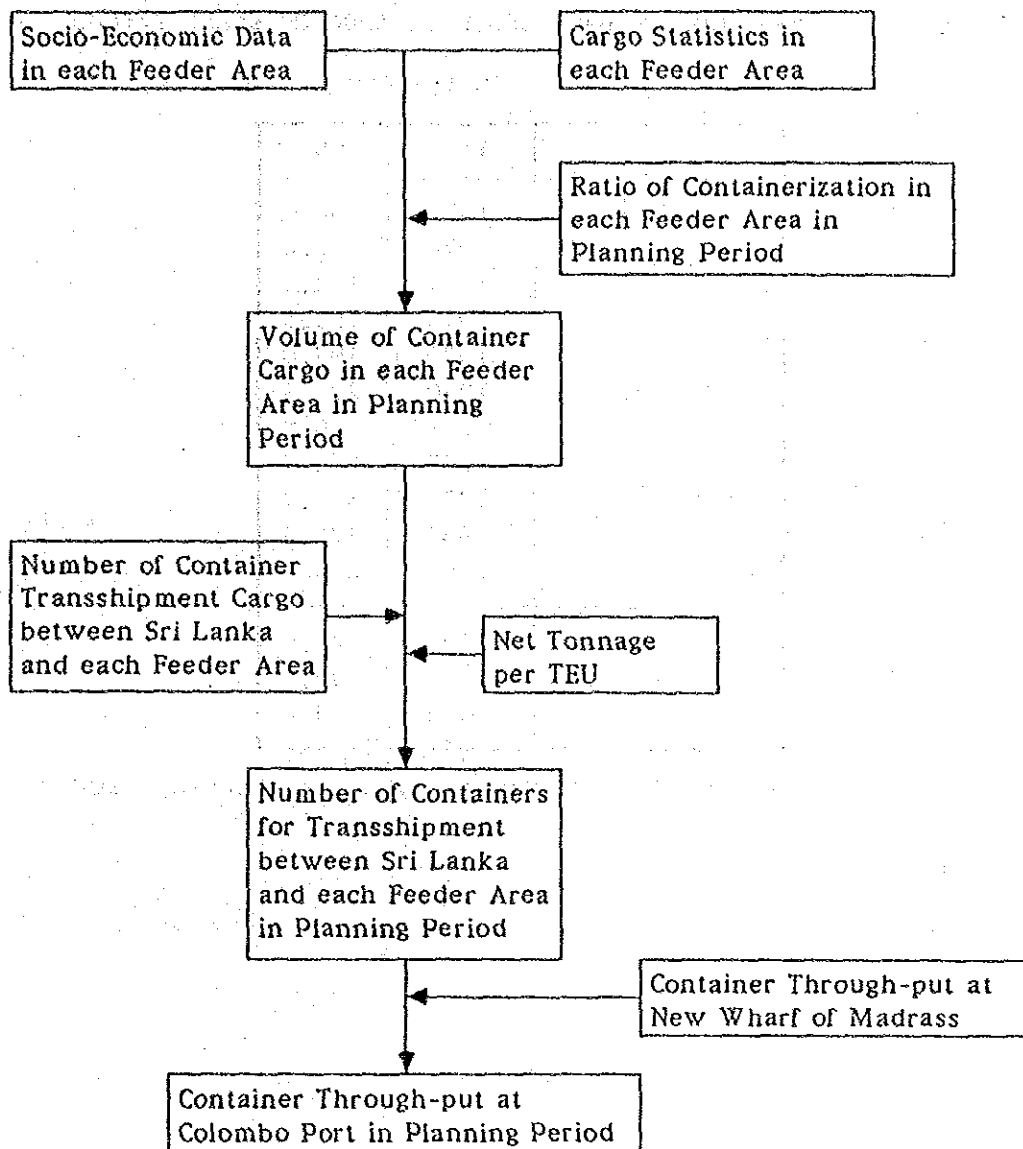 Socio-Economic Data
in each Feeder Area
Cargo Statistics in
each Feeder Area
Ratio of Containerization in
each Feeder Area in
Planning Period
Volume of Container
Cargo in each Feeder
Area in Planning
Period
Number of Container
Transshipment Cargo
between Sri Lanka
and each Feeder Area
Net Tonnage
per TEU
Number of Containers
for Transshipment
between Sri Lanka
and each Feeder Area
in Planning Period
Container Through-put at
New Wharf of Madrass
Container Through-put at
Colombo Port in Planning Period